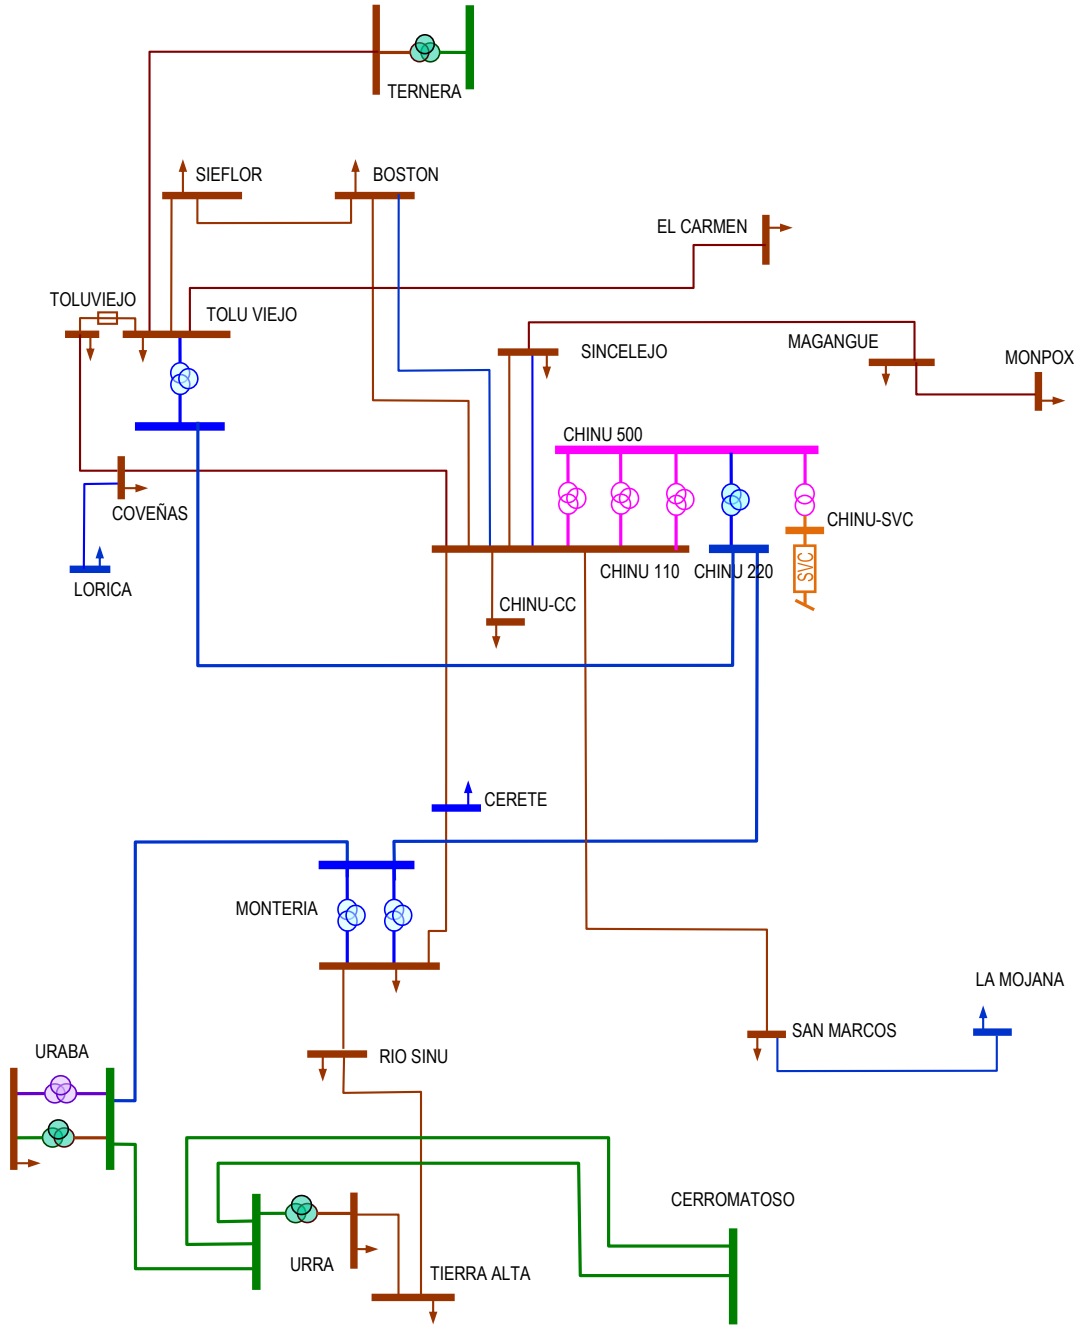 TERNERA
SIEFLOR
BOSTON
EL CARMEN
TOLUVIEJO
TOLU VIEJO
SINCELEJO
MAGANGUE
MONPOX
CHINU 500
COVEÑAS
CHINU-SVC
LORICA
CHINU 110
CHINU 220
SVC
CHINU-CC
CERETE
MONTERIA
LA MOJANA
SAN MARCOS
RIO SINU
URABA
CERROMATOSO
URRA
TIERRA ALTA